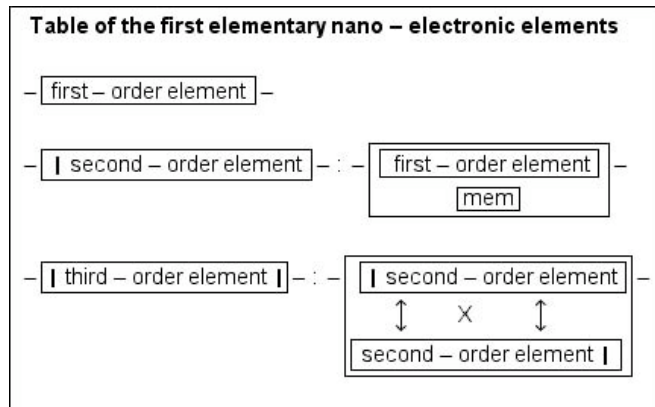 Table of the first elementary nano – electronic elements
– first – order element –
– | second – order element – : – first – order element –
mem
– | third – order element | – : – | second – order element –
↕ X ↕
second – order element |